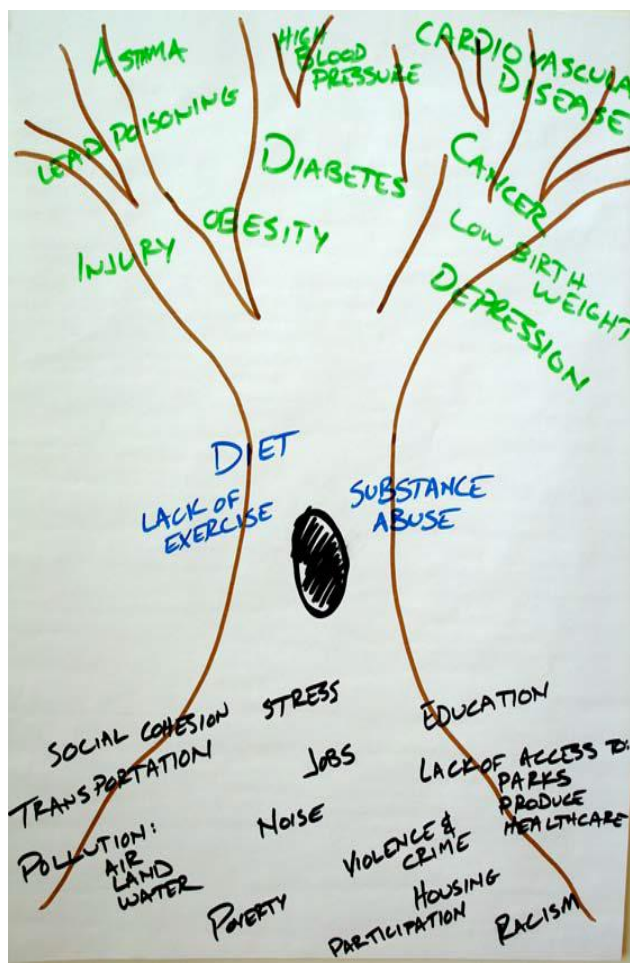 ASTAMA
HIGH
BLOOD
PRESSURE
CARDIOVASCULA
DISEASE
LEAD POISONING
DIABETES
CANCER
OBESITY
INJURY
LOW BIRTH
WEIGHT
DEPRESSION
DIET
LACK OF
EXERCISE
SUBSTANCE
ABUSE
SOCIAL COHESION
STRESS
EDUCATION
TRANSPORTATION
JOBS
LACK OF ACCESS TO:
PARKS
PRODUCE
HEALTHCARE
NOISE
POLLUTION:
AIR
LAND
WATER
VIOLENCE &
CRIME
POVERTY
HOUSING
PARTICIPATION
RACISM